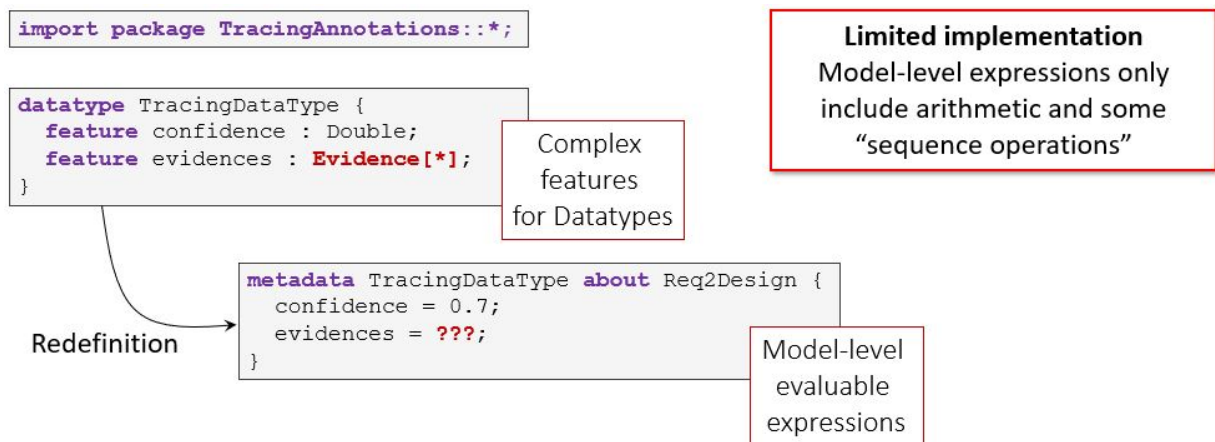 import package TracingAnnotations::*;
Limited implementation
Model-level expressions only
include arithmetic and some
“sequence operations”
datatype TracingDataType {
feature confidence : Double;
feature evidences : Evidence[*];
}
Complex
features
for Datatypes
metadata TracingDataType about Req2Design {
confidence = 0.7;
evidences = ???;
}
Redefinition
Model-level
evaluable
expressions